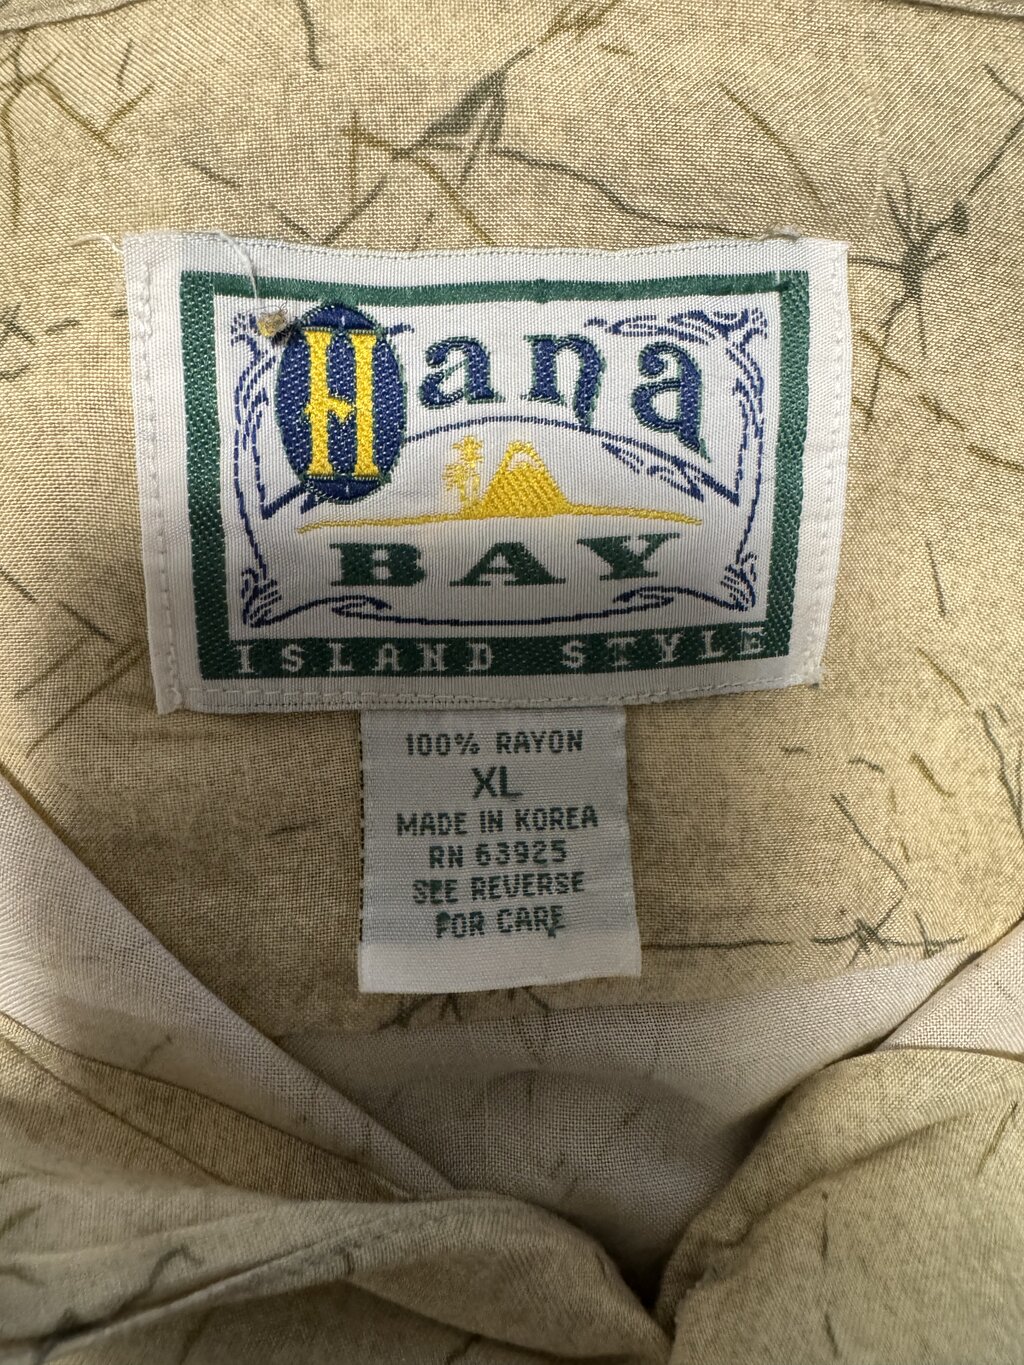 Hana
BAY
ISLAND STYLE
100% RAYON
XL
MADE IN KOREA
RN 63925
SEE REVERSE
FOR CARE